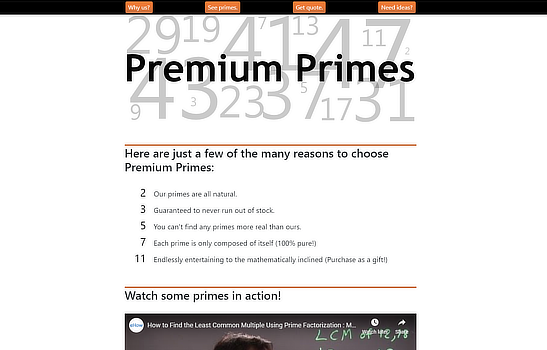 Why us?
See primes.
Get quote.
Need ideas?
29 19 41 7 13 11 47 2
Premium Primes
9 43 3 23 37 5 17 31
Here are just a few of the many reasons to choose
Premium Primes:
2 Our primes are all natural.
3 Guaranteed to never run out of stock.
5 You can't find any primes more real than ours.
7 Each prime is only composed of itself (100% pure!)
11 Endlessly entertaining to the mathematically inclined (Purchase as a gift!)
Watch some primes in action!
eHow
How to Find the Least Common Multiple Using Prime Factorization : M...
LCM of 12, 18